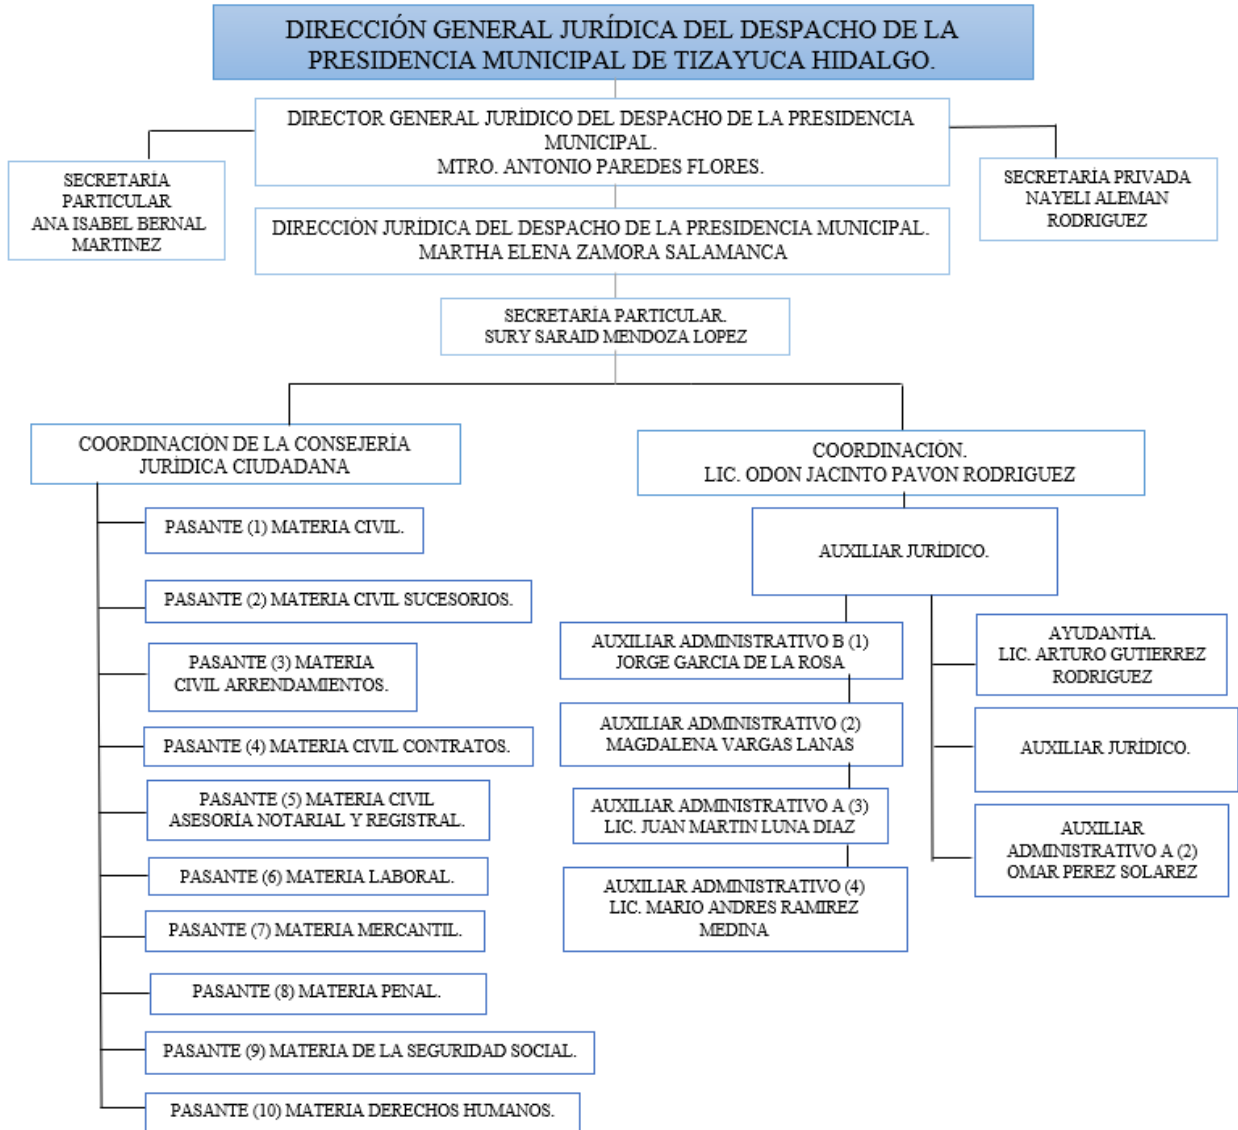 DIRECCIÓN GENERAL JURÍDICA DEL DESPACHO DE LA
PRESIDENCIA MUNICIPAL DE TIZAYUCA HIDALGO.
DIRECTOR GENERAL JURÍDICO DEL DESPACHO DE LA PRESIDENCIA
MUNICIPAL.
MTRO. ANTONIO PAREDES FLORES.
SECRETARÍA
PARTICULAR
ANA ISABEL BERNAL
MARTINEZ
SECRETARÍA PRIVADA
NAYELI ALEMAN
RODRIGUEZ
DIRECCIÓN JURÍDICA DEL DESPACHO DE LA PRESIDENCIA MUNICIPAL.
MARTHA ELENA ZAMORA SALAMANCA
SECRETARÍA PARTICULAR.
SURY SARAID MENDOZA LOPEZ
COORDINACIÓN DE LA CONSEJERÍA
JURÍDICA CIUDADANA
PASANTE (1) MATERIA CIVIL.
PASANTE (2) MATERIA CIVIL SUCESORIOS.
PASANTE (3) MATERIA
CIVIL ARRENDAMIENTOS.
PASANTE (4) MATERIA CIVIL CONTRATOS.
PASANTE (5) MATERIA CIVIL
ASESORÍA NOTARIAL Y REGISTRAL.
PASANTE (6) MATERIA LABORAL.
PASANTE (7) MATERIA MERCANTIL.
PASANTE (8) MATERIA PENAL.
PASANTE (9) MATERIA DE LA SEGURIDAD SOCIAL.
PASANTE (10) MATERIA DERECHOS HUMANOS.
COORDINACIÓN.
LIC. ODON JACINTO PAVON RODRIGUEZ
AUXILIAR JURÍDICO.
AUXILIAR ADMINISTRATIVO B (1)
JORGE GARCIA DE LA ROSA
AUXILIAR ADMINISTRATIVO (2)
MAGDALENA VARGAS LANAS
AUXILIAR ADMINISTRATIVO A (3)
LIC. JUAN MARTIN LUNA DIAZ
AUXILIAR ADMINISTRATIVO (4)
LIC. MARIO ANDRES RAMIREZ
MEDINA
AYUDANTÍA.
LIC. ARTURO GUTIERREZ
RODRIGUEZ
AUXILIAR JURÍDICO.
AUXILIAR
ADMINISTRATIVO A (2)
OMAR PEREZ SOLAREZ